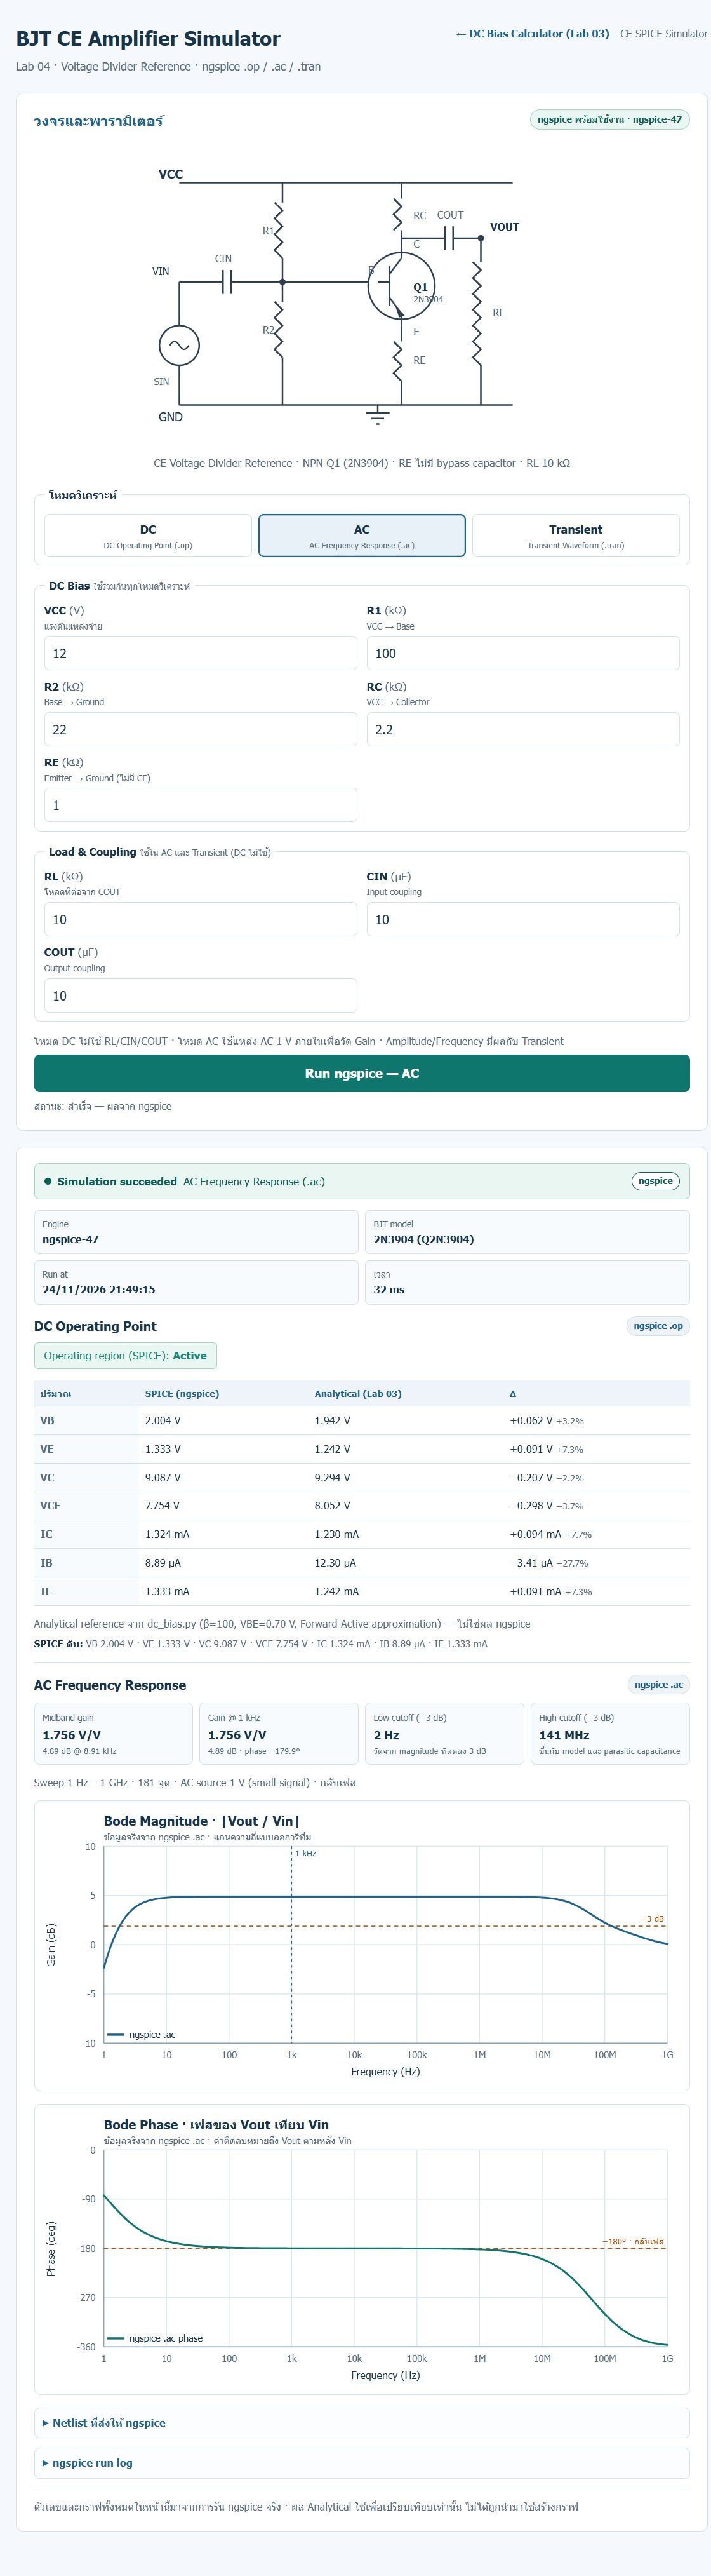 BJT CE Amplifier Simulator
← DC Bias Calculator (Lab 03) CE SPICE Simulator
Lab 04 · Voltage Divider Reference · ngspice .op / .ac / .tran
วงจรและพารามิเตอร์
ngspice พร้อมใช้งาน · ngspice-47
VCC
RC COUT
VOUT
R1
C
CIN
VIN
B
Q1
2N3904
RL
R2
E
RE
SIN
GND
CE Voltage Divider Reference · NPN Q1 (2N3904) · RE ไม่มี bypass capacitor · RL 10 kΩ
โหมดวิเคราะห์
DC
DC Operating Point (.op)
AC
AC Frequency Response (.ac)
Transient
Transient Waveform (.tran)
DC Bias ใช้ร่วมกันทุกโหมดวิเคราะห์
VCC (V)
แรงดันแหล่งจ่าย
12
R1 (kΩ)
VCC → Base
100
R2 (kΩ)
Base → Ground
22
RC (kΩ)
VCC → Collector
2.2
RE (kΩ)
Emitter → Ground (ไม่มี CE)
1
Load & Coupling ใช้ใน AC และ Transient (DC ไม่ใช้)
RL (kΩ)
โหลดที่ต่อจาก COUT
10
CIN (µF)
Input coupling
10
COUT (µF)
Output coupling
10
โหมด DC ไม่ใช้ RL/CIN/COUT · โหมด AC ใช้แหล่ง AC 1 V ภายในเพื่อวัด Gain · Amplitude/Frequency มีผลกับ Transient
Run ngspice — AC
สถานะ: สำเร็จ — ผลจาก ngspice
● Simulation succeeded AC Frequency Response (.ac)
ngspice
Engine
ngspice-47
BJT model
2N3904 (Q2N3904)
Run at
24/11/2026 21:49:15
เวลา
32 ms
DC Operating Point
ngspice .op
Operating region (SPICE): Active
ปริมาณ SPICE (ngspice) Analytical (Lab 03) Δ
VB 2.004 V 1.942 V +0.062 V +3.2%
VE 1.333 V 1.242 V +0.091 V +7.3%
VC 9.087 V 9.294 V −0.207 V −2.2%
VCE 7.754 V 8.052 V −0.298 V −3.7%
IC 1.324 mA 1.230 mA +0.094 mA +7.7%
IB 8.89 µA 12.30 µA −3.41 µA −27.7%
IE 1.333 mA 1.242 mA +0.091 mA +7.3%
Analytical reference จาก dc_bias.py (β=100, VBE=0.70 V, Forward-Active approximation) — ไม่ใช่ผล ngspice
SPICE ดิบ: VB 2.004 V · VE 1.333 V · VC 9.087 V · VCE 7.754 V · IC 1.324 mA · IB 8.89 µA · IE 1.333 mA
AC Frequency Response
ngspice .ac
Midband gain
1.756 V/V
4.89 dB @ 8.91 kHz
Gain @ 1 kHz
1.756 V/V
4.89 dB · phase −179.9°
Low cutoff (−3 dB)
2 Hz
วัดจาก magnitude ที่ลดลง 3 dB
High cutoff (−3 dB)
141 MHz
ขึ้นกับ model และ parasitic capacitance
Sweep 1 Hz – 1 GHz · 181 จุด · AC source 1 V (small-signal) · กลับเฟส
Bode Magnitude · |Vout / Vin|
ข้อมูลจริงจาก ngspice .ac · แกนความถี่แบบลอการิทึม
10
1 kHz
5
−3 dB
0
-5
-10
Gain (dB)
ngspice .ac
1 10 100 1k 10k 100k 1M 10M 100M 1G
Frequency (Hz)
Bode Phase · เฟสของ Vout เทียบ Vin
ข้อมูลจริงจาก ngspice .ac · ค่าติดลบหมายถึง Vout ตามหลัง Vin
0
-90
-180
−180° · กลับเฟส
-270
-360
Phase (deg)
ngspice .ac phase
1 10 100 1k 10k 100k 1M 10M 100M 1G
Frequency (Hz)
▶ Netlist ที่ส่งให้ ngspice
▶ ngspice run log
ตัวเลขและกราฟทั้งหมดในหน้านี้มาจากการรัน ngspice จริง · ผล Analytical ใช้เพื่อเปรียบเทียบเท่านั้น ไม่ได้ถูกนำมาใช้สร้างกราฟ